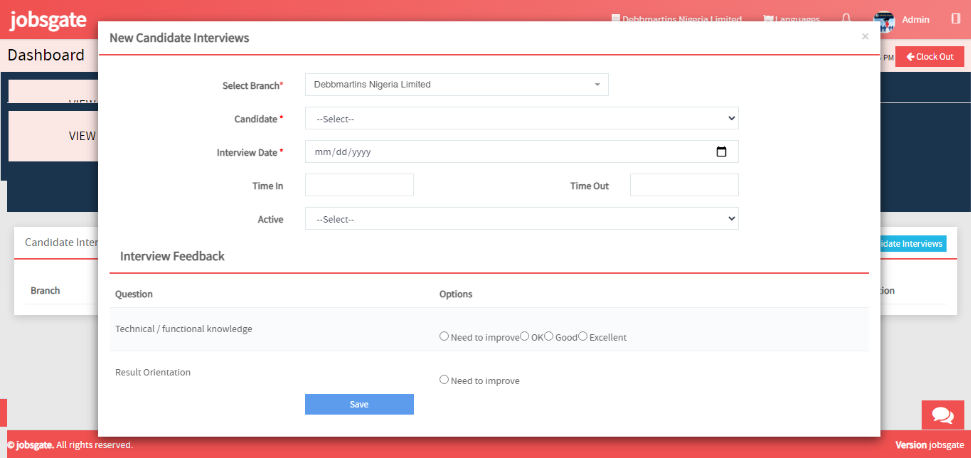 jobsgate
Debbmartins Nigeria Limited
Languages
Admin
New Candidate Interviews
×
Dashboard
PM
Clock Out
VIEW
VIEW
Select Branch*
Debbmartins Nigeria Limited
Candidate *
--Select--
Interview Date *
mm/dd/yyyy
Time In
Time Out
Active
--Select--
Candidate Inter
idate Interviews
Interview Feedback
Branch
tion
Question
Options
Technical / functional knowledge
Need to improve OK Good Excellent
Result Orientation
Need to improve
Save
© jobsgate. All rights reserved.
Version jobsgate